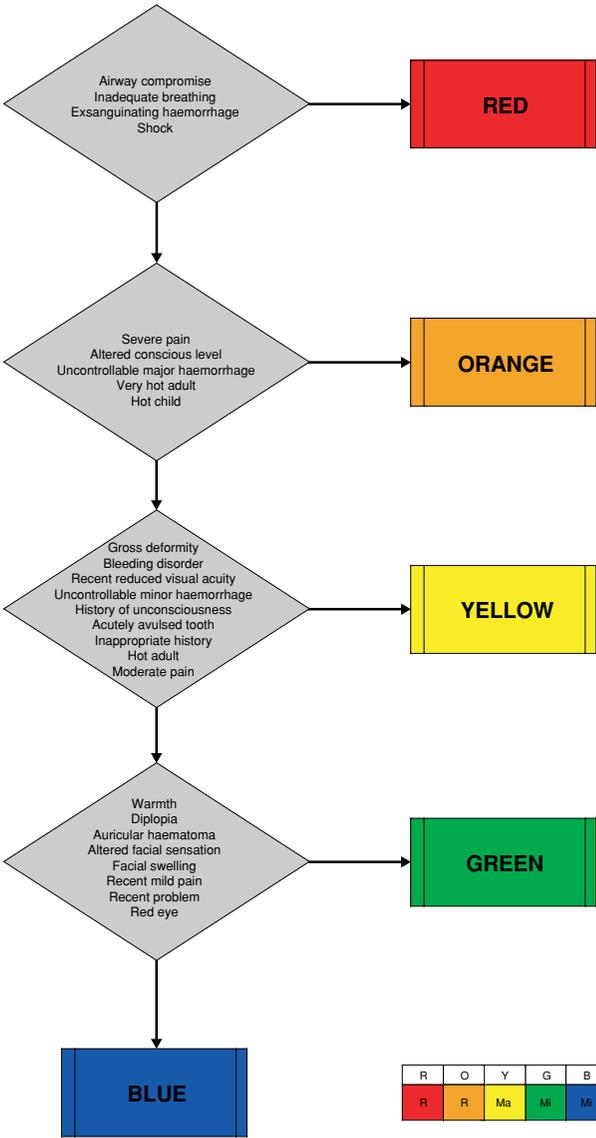 Airway compromise
Inadequate breathing
Exsanguinating haemorrhage
Shock
RED
Severe pain
Altered conscious level
Uncontrollable major haemorrhage
Very hot adult
Hot child
ORANGE
Gross deformity
Bleeding disorder
Recent reduced visual acuity
Uncontrollable minor haemorrhage
History of unconsciousness
Acutely avulsed tooth
Inappropriate history
Hot adult
Moderate pain
YELLOW
Warmth
Diplopia
Auricular haematoma
Altered facial sensation
Facial swelling
Recent mild pain
Recent problem
Red eye
GREEN
BLUE
R O Y G B
R R Ma Mi Mi